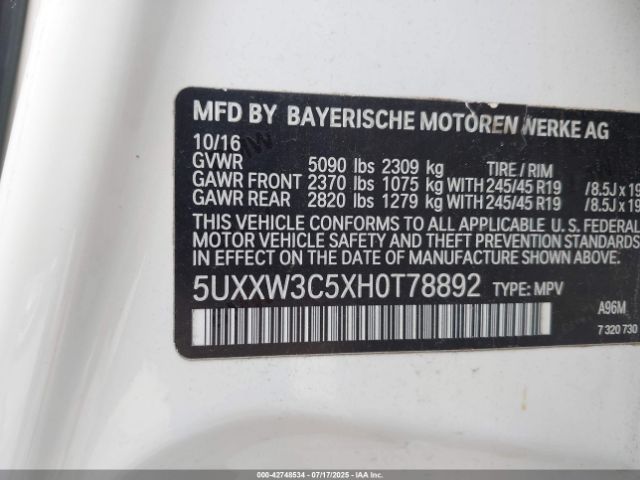 MFD BY BAYERISCHE MOTOREN WERKE AG
10/16
GVWR 5090 lbs 2309 kg TIRE / RIM
GAWR FRONT 2370 lbs 1075 kg WITH 245/45 R19 /8.5J x 19
GAWR REAR 2820 lbs 1279 kg WITH 245/45 R19 /8.5J x 19
THIS VEHICLE CONFORMS TO ALL APPLICABLE U.S. FEDERAL
MOTOR VEHICLE SAFETY AND THEFT PREVENTION STANDARDS
IN EFFECT ON THE DATE OF MANUFACTURE SHOWN ABOVE.
5UXXW3C5XH0T78892 TYPE: MPV
A96M
7 320 730
000-42748534 - 07/17/2025 - IAAI.COM